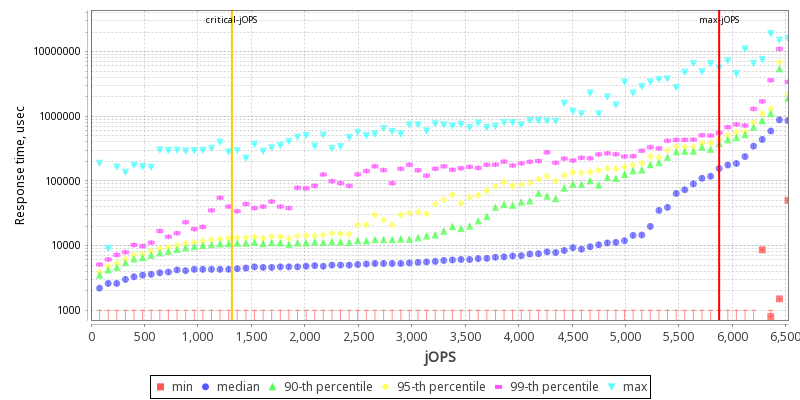 critical-jOPS max-jOPS
10000000
1000000
100000
10000
1000
Response time, usec
0 500 1,000 1,500 2,000 2,500 3,000 3,500 4,000 4,500 5,000 5,500 6,000 6,500
jOPS
min median 90-th percentile 95-th percentile 99-th percentile max